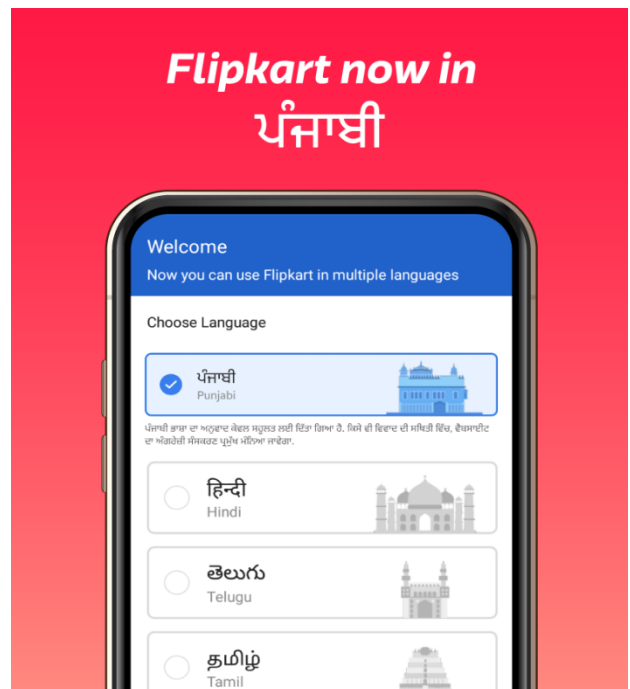 Flipkart now in
ਪੰਜਾਬੀ
Welcome
Now you can use Flipkart in multiple languages
Choose Language
ਪੰਜਾਬੀ
Punjabi
ਪੰਜਾਬੀ ਭਾਸ਼ਾ ਦਾ ਅਨੁਵਾਦ ਕੇਵਲ ਸਹੂਲਤ ਲਈ ਦਿੱਤਾ ਗਿਆ ਹੈ. ਕਿਸੇ ਵੀ ਵਿਵਾਦ ਦੀ ਸਥਿਤੀ ਵਿੱਚ, ਵੈਬਸਾਈਟ
ਦਾ ਅੰਗਰੇਜ਼ੀ ਸੰਸਕਰਣ ਪ੍ਰਮੁੱਖ ਮੰਨਿਆ ਜਾਵੇਗਾ.
हिन्दी
Hindi
తెలుగు
Telugu
தமிழ்
Tamil